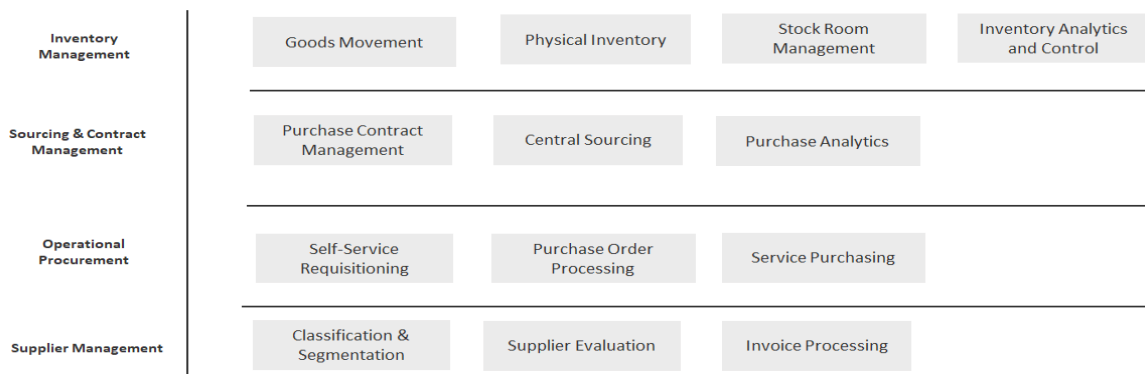 Inventory
Management
Goods Movement
Physical Inventory
Stock Room
Management
Inventory Analytics
and Control
Sourcing & Contract
Management
Purchase Contract
Management
Central Sourcing
Purchase Analytics
Operational
Procurement
Self-Service
Requisitioning
Purchase Order
Processing
Service Purchasing
Supplier Management
Classification &
Segmentation
Supplier Evaluation
Invoice Processing